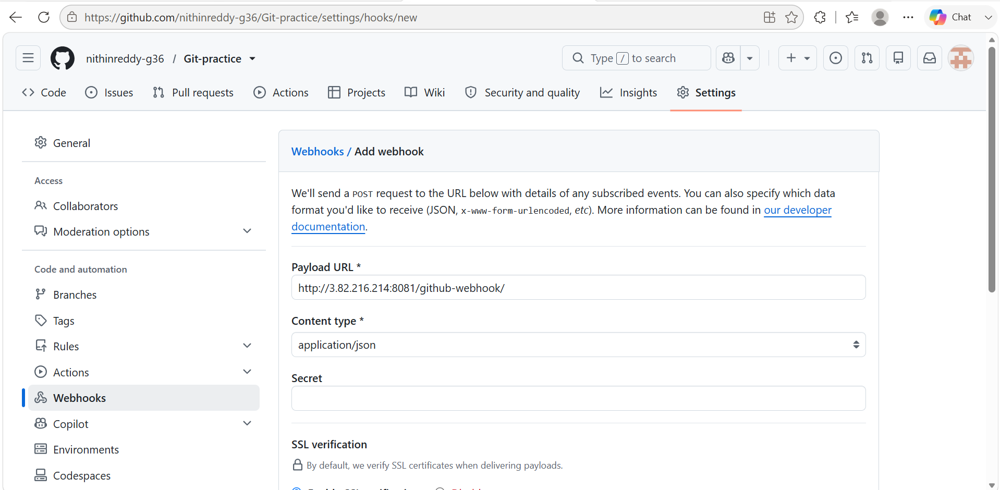 https://github.com/nithinreddy-g36/Git-practice/settings/hooks/new
Chat
nithinreddy-g36 / Git-practice
Type / to search
Code
Issues
Pull requests
Actions
Projects
Wiki
Security and quality
Insights
Settings
General
Access
Collaborators
Moderation options
Code and automation
Branches
Tags
Rules
Actions
Webhooks
Copilot
Environments
Codespaces
Webhooks / Add webhook
We'll send a POST request to the URL below with details of any subscribed events. You can also specify which data
format you'd like to receive (JSON, x-www-form-urlencoded, etc). More information can be found in our developer
documentation.
Payload URL *
http://3.82.216.214:8081/github-webhook/
Content type *
application/json
Secret
SSL verification
By default, we verify SSL certificates when delivering payloads.